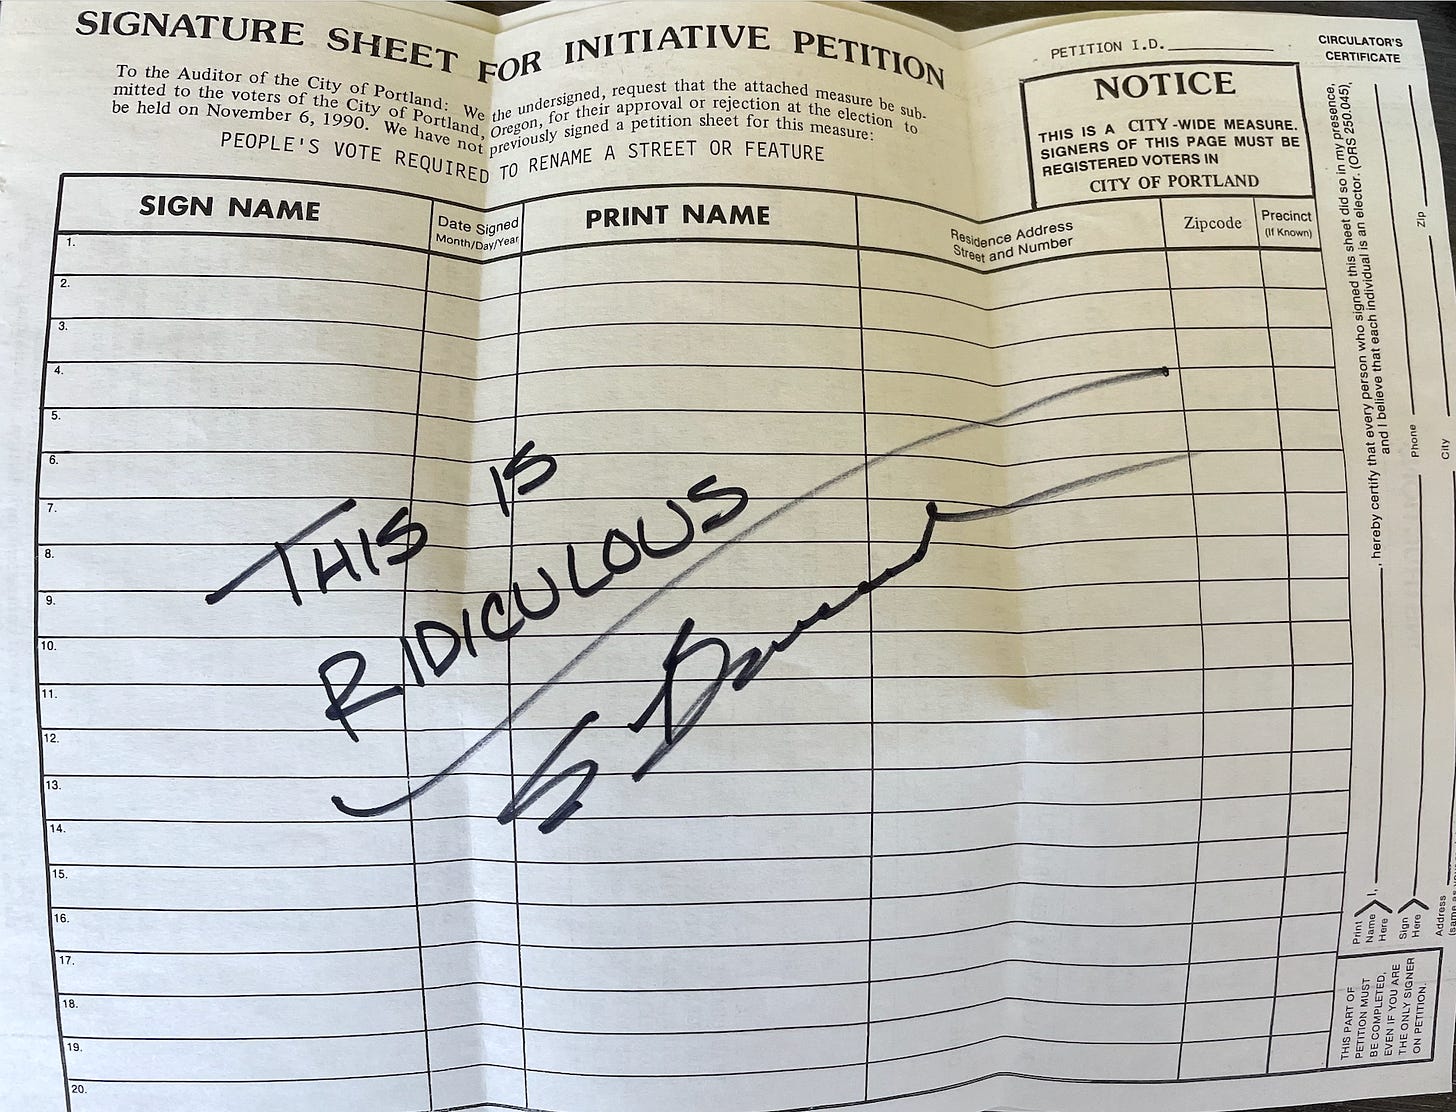 SIGNATURE SHEET FOR INITIATIVE PETITION
To the Auditor of the City of Portland: We the undersigned, request that the attached measure be sub-
mitted to the voters of the City of Portland, Oregon, for their approval or rejection at the election to
be held on November 6, 1990. We have not previously signed a petition sheet for this measure:
PEOPLE'S VOTE REQUIRED TO RENAME A STREET OR FEATURE
PETITION I.D.
NOTICE
THIS IS A CITY-WIDE MEASURE.
SIGNERS OF THIS PAGE MUST BE
REGISTERED VOTERS IN
CITY OF PORTLAND
SIGN NAME
Date Signed
Month/Day/Year
PRINT NAME
Residence Address
Street and Number
Zipcode
Precinct
(If Known)
1.
2.
3.
4.
5.
6.
7.
8.
9.
10.
11.
12.
13.
14.
15.
16.
17.
18.
19.
20.
THIS IS
RIDICULOUS
CIRCULATOR'S
CERTIFICATE
Print
Name
Here
I,
, hereby certify that every person who signed this sheet did so in my presence,
and I believe that each individual is an elector. (ORS 250.045),
Sign
Here
Phone
Zip
Address
(same as
City
THIS PART OF
PETITION MUST
BE COMPLETED,
EVEN IF YOU ARE
THE ONLY SIGNER
ON PETITION.